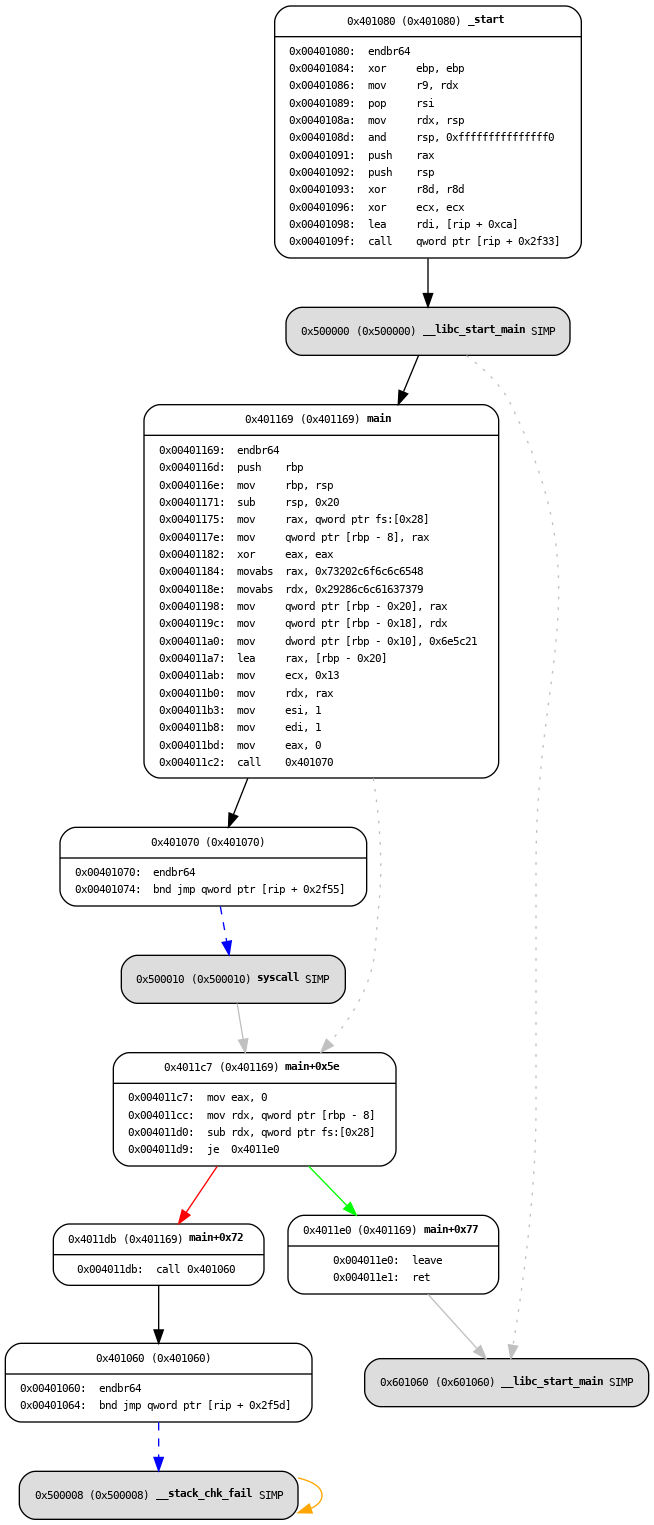 0x401080 (0x401080) _start
0x00401080: endbr64
0x00401084: xor ebp, ebp
0x00401086: mov r9, rdx
0x00401089: pop rsi
0x0040108a: mov rdx, rsp
0x0040108d: and rsp, 0xfffffffffffffff0
0x00401091: push rax
0x00401092: push rsp
0x00401093: xor r8d, r8d
0x00401096: xor ecx, ecx
0x00401098: lea rdi, [rip + 0xca]
0x0040109f: call qword ptr [rip + 0x2f33]
0x500000 (0x500000) __libc_start_main SIMP
0x401169 (0x401169) main
0x00401169: endbr64
0x0040116d: push rbp
0x0040116e: mov rbp, rsp
0x00401171: sub rsp, 0x20
0x00401175: mov rax, qword ptr fs:[0x28]
0x0040117e: mov qword ptr [rbp - 8], rax
0x00401182: xor eax, eax
0x00401184: movabs rax, 0x73202c6f6c6c6548
0x0040118e: movabs rdx, 0x29286c6c61637379
0x00401198: mov qword ptr [rbp - 0x20], rax
0x0040119c: mov qword ptr [rbp - 0x18], rdx
0x004011a0: mov dword ptr [rbp - 0x10], 0x6e5c21
0x004011a7: lea rax, [rbp - 0x20]
0x004011ab: mov ecx, 0x13
0x004011b0: mov rdx, rax
0x004011b3: mov esi, 1
0x004011b8: mov edi, 1
0x004011bd: mov eax, 0
0x004011c2: call 0x401070
0x401070 (0x401070)
0x00401070: endbr64
0x00401074: bnd jmp qword ptr [rip + 0x2f55]
0x500010 (0x500010) syscall SIMP
0x4011c7 (0x401169) main+0x5e
0x004011c7: mov eax, 0
0x004011cc: mov rdx, qword ptr [rbp - 8]
0x004011d0: sub rdx, qword ptr fs:[0x28]
0x004011d9: je 0x4011e0
0x4011db (0x401169) main+0x72
0x004011db: call 0x401060
0x4011e0 (0x401169) main+0x77
0x004011e0: leave
0x004011e1: ret
0x401060 (0x401060)
0x00401060: endbr64
0x00401064: bnd jmp qword ptr [rip + 0x2f5d]
0x601060 (0x601060) __libc_start_main SIMP
0x500008 (0x500008) __stack_chk_fail SIMP